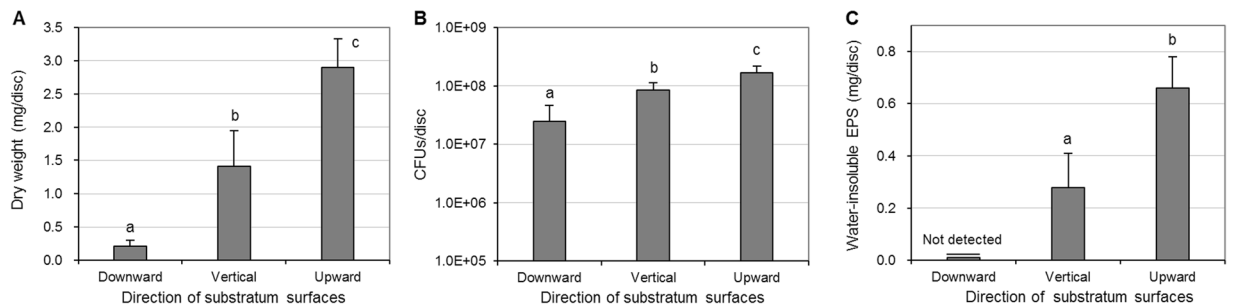 A
Dry weight (mg/disc)
3.5
3.0
2.5
2.0
1.5
1.0
0.5
0.0
a
b
c
Downward Vertical Upward
Direction of substratum surfaces
B
CFUs/disc
1.0E+09
1.0E+08
1.0E+07
1.0E+06
1.0E+05
a
b
c
Downward Vertical Upward
Direction of substratum surfaces
C
Water-insoluble EPS (mg/disc)
0.8
0.6
0.4
0.2
0.0
Not detected
a
b
Downward Vertical Upward
Direction of substratum surfaces